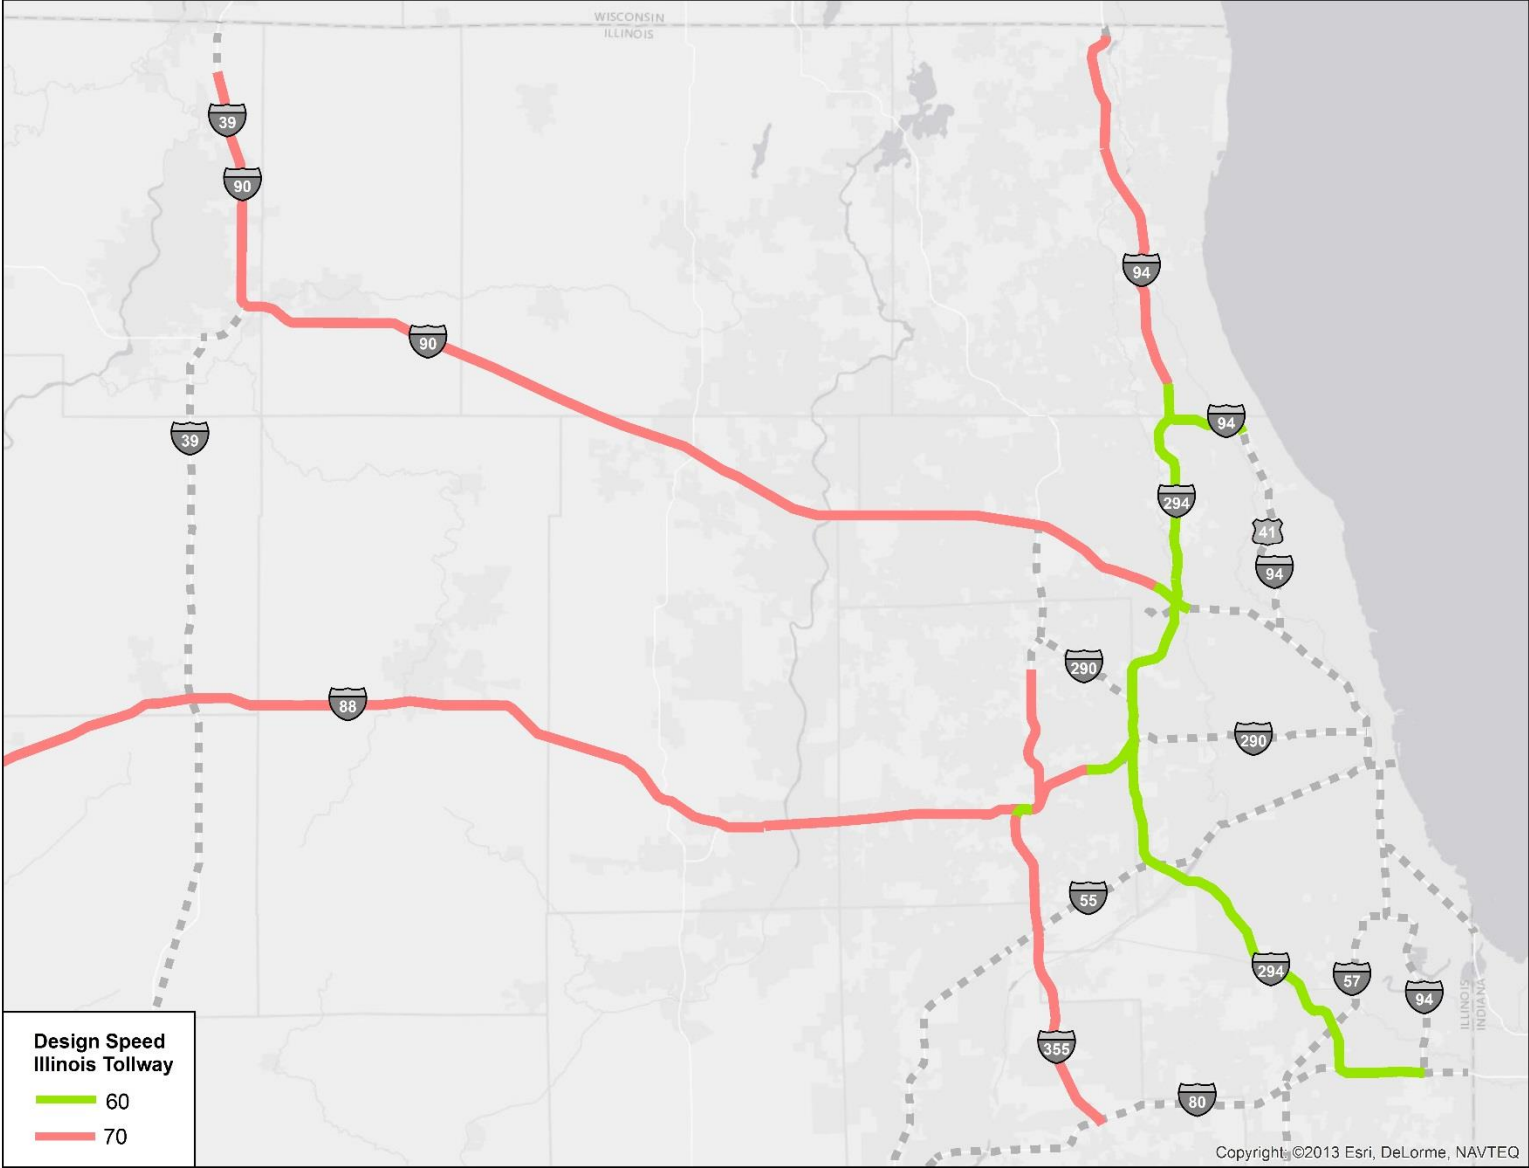 WISCONSIN
ILLINOIS
39
90
94
90
94
39
294
41
94
290
88
290
55
294
57
94
ILLINOIS
INDIANA
355
80
Design Speed
Illinois Tollway
60
70
Copyright: ©2013 Esri, DeLorme, NAVTEQ